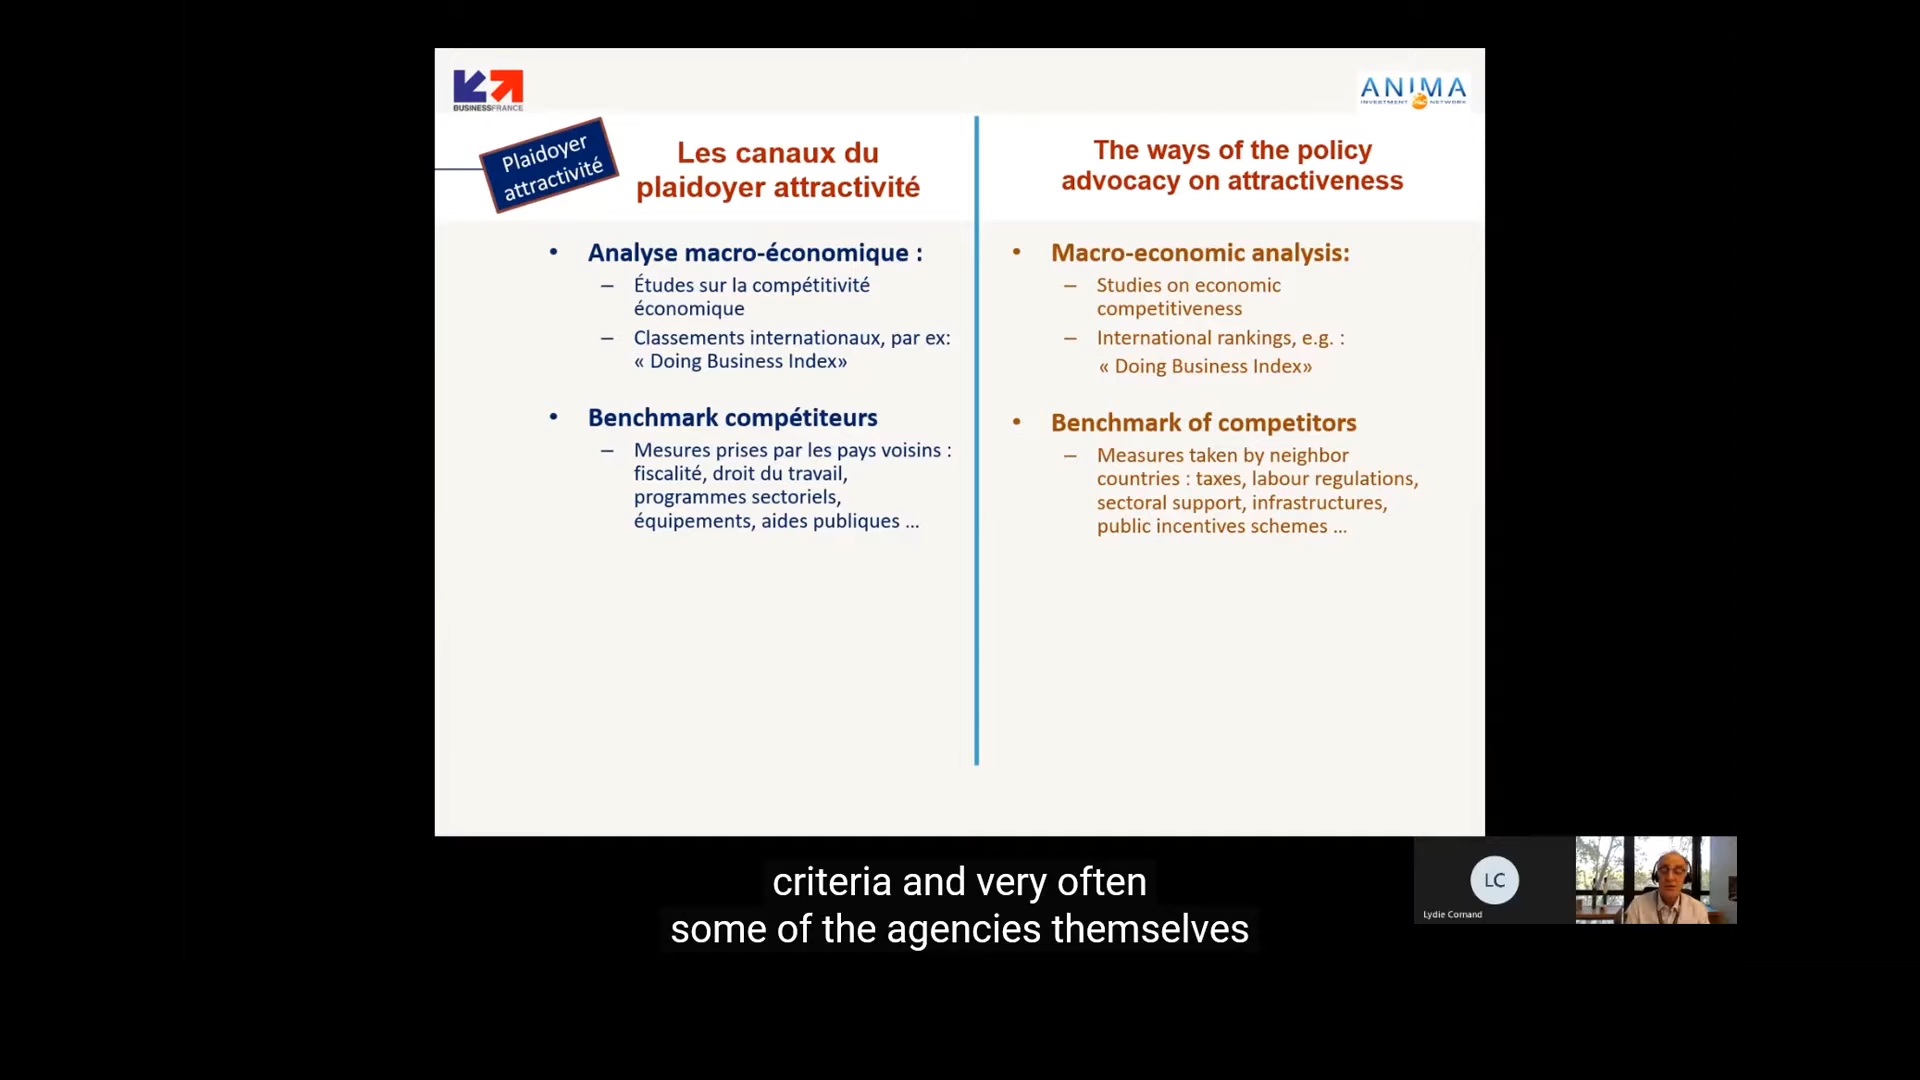 BUSINESSFRANCE
ANIMA
INVESTMENT NETWORK
Plaidoyer
attractivité
Les canaux du
plaidoyer attractivité
• Analyse macro-économique :
– Études sur la compétitivité
économique
– Classements internationaux, par ex:
« Doing Business Index»
• Benchmark compétiteurs
– Mesures prises par les pays voisins :
fiscalité, droit du travail,
programmes sectoriels,
équipements, aides publiques ...
The ways of the policy
advocacy on attractiveness
• Macro-economic analysis:
– Studies on economic
competitiveness
– International rankings, e.g. :
« Doing Business Index»
• Benchmark of competitors
– Measures taken by neighbor
countries : taxes, labour regulations,
sectoral support, infrastructures,
public incentives schemes ...
LC
Lydie Cornand
criteria and very often
some of the agencies themselves